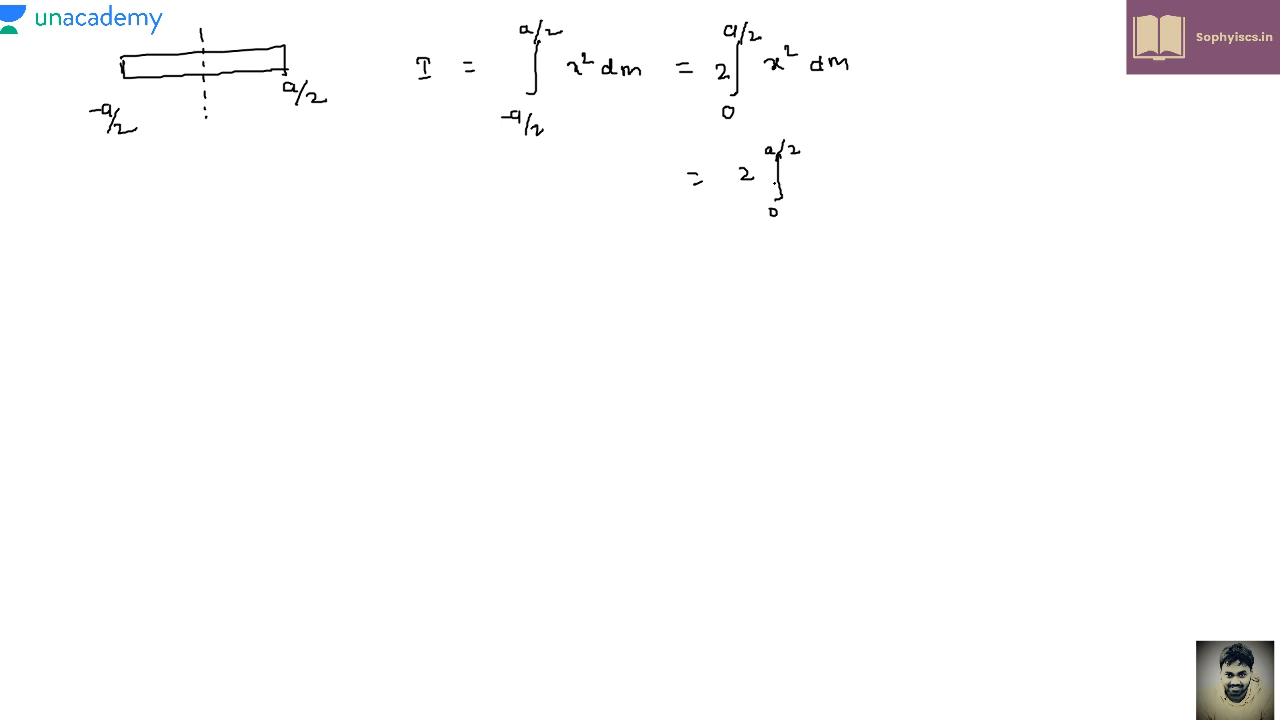 unacademy
Sophyiscs.in
-a/2
a/2
I = ∫_{-a/2}^{a/2} x² dm = 2 ∫_{0}^{a/2} x² dm
= 2 ∫_{0}^{a/2}